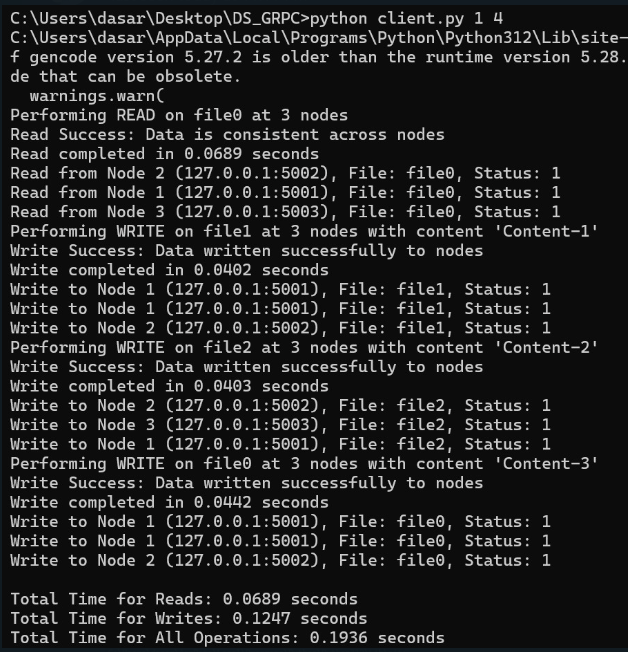 C:\Users\dasar\Desktop\DS_GRPC>python client.py 1 4
C:\Users\dasar\AppData\Local\Programs\Python\Python312\Lib\site-
f gencode version 5.27.2 is older than the runtime version 5.28.
de that can be obsolete.
  warnings.warn(
Performing READ on file0 at 3 nodes
Read Success: Data is consistent across nodes
Read completed in 0.0689 seconds
Read from Node 2 (127.0.0.1:5002), File: file0, Status: 1
Read from Node 1 (127.0.0.1:5001), File: file0, Status: 1
Read from Node 3 (127.0.0.1:5003), File: file0, Status: 1
Performing WRITE on file1 at 3 nodes with content 'Content-1'
Write Success: Data written successfully to nodes
Write completed in 0.0402 seconds
Write to Node 1 (127.0.0.1:5001), File: file1, Status: 1
Write to Node 1 (127.0.0.1:5001), File: file1, Status: 1
Write to Node 2 (127.0.0.1:5002), File: file1, Status: 1
Performing WRITE on file2 at 3 nodes with content 'Content-2'
Write Success: Data written successfully to nodes
Write completed in 0.0403 seconds
Write to Node 2 (127.0.0.1:5002), File: file2, Status: 1
Write to Node 3 (127.0.0.1:5003), File: file2, Status: 1
Write to Node 1 (127.0.0.1:5001), File: file2, Status: 1
Performing WRITE on file0 at 3 nodes with content 'Content-3'
Write Success: Data written successfully to nodes
Write completed in 0.0442 seconds
Write to Node 1 (127.0.0.1:5001), File: file0, Status: 1
Write to Node 1 (127.0.0.1:5001), File: file0, Status: 1
Write to Node 2 (127.0.0.1:5002), File: file0, Status: 1

Total Time for Reads: 0.0689 seconds
Total Time for Writes: 0.1247 seconds
Total Time for All Operations: 0.1936 seconds